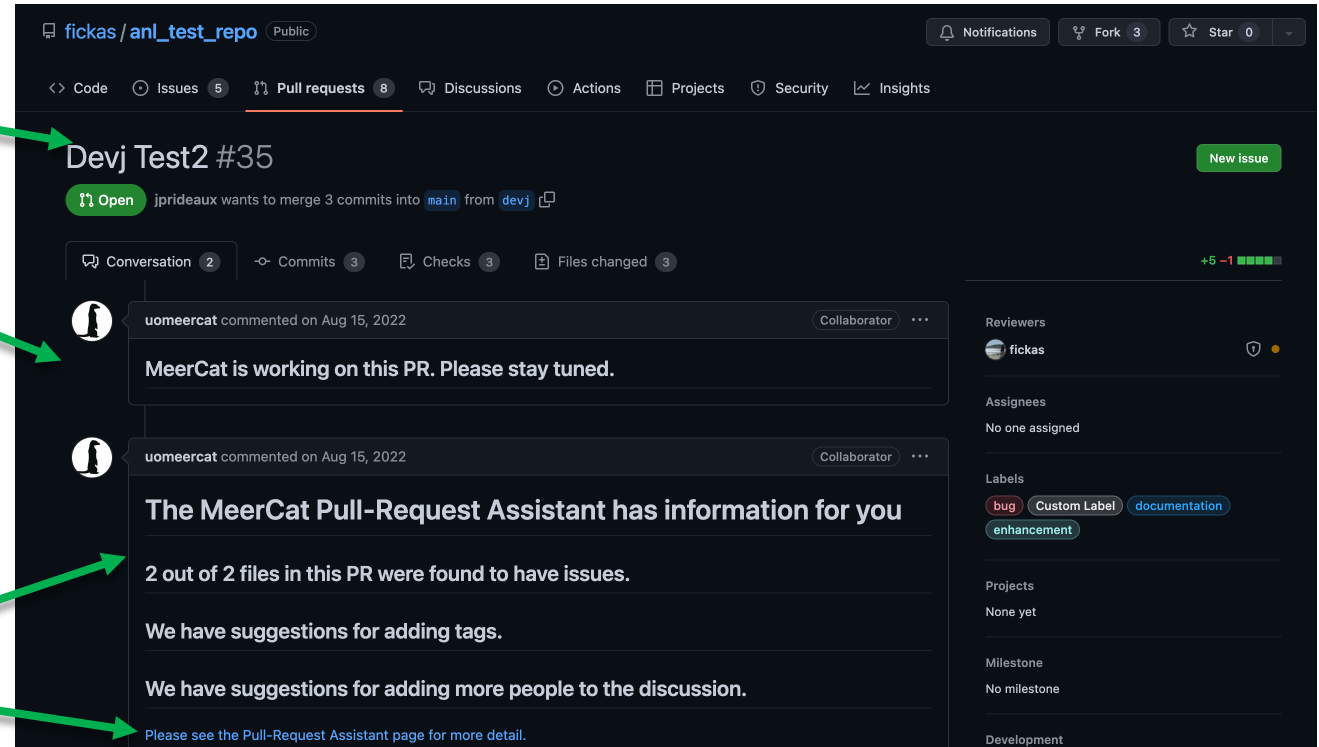 fickas / anl_test_repo Public
Notifications Fork 3 Star 0
Code Issues 5 Pull requests 8 Discussions Actions Projects Security Insights
Devj Test2 #35
New issue
Open jprideaux wants to merge 3 commits into main from devj
Conversation 2 Commits 3 Checks 3 Files changed 3
+5 −1
uomeercat commented on Aug 15, 2022 Collaborator ···
MeerCat is working on this PR. Please stay tuned.
uomeercat commented on Aug 15, 2022 Collaborator ···
The MeerCat Pull-Request Assistant has information for you
2 out of 2 files in this PR were found to have issues.
We have suggestions for adding tags.
We have suggestions for adding more people to the discussion.
Please see the Pull-Request Assistant page for more detail.
Reviewers
fickas
Assignees
No one assigned
Labels
bug Custom Label documentation
enhancement
Projects
None yet
Milestone
No milestone
Development